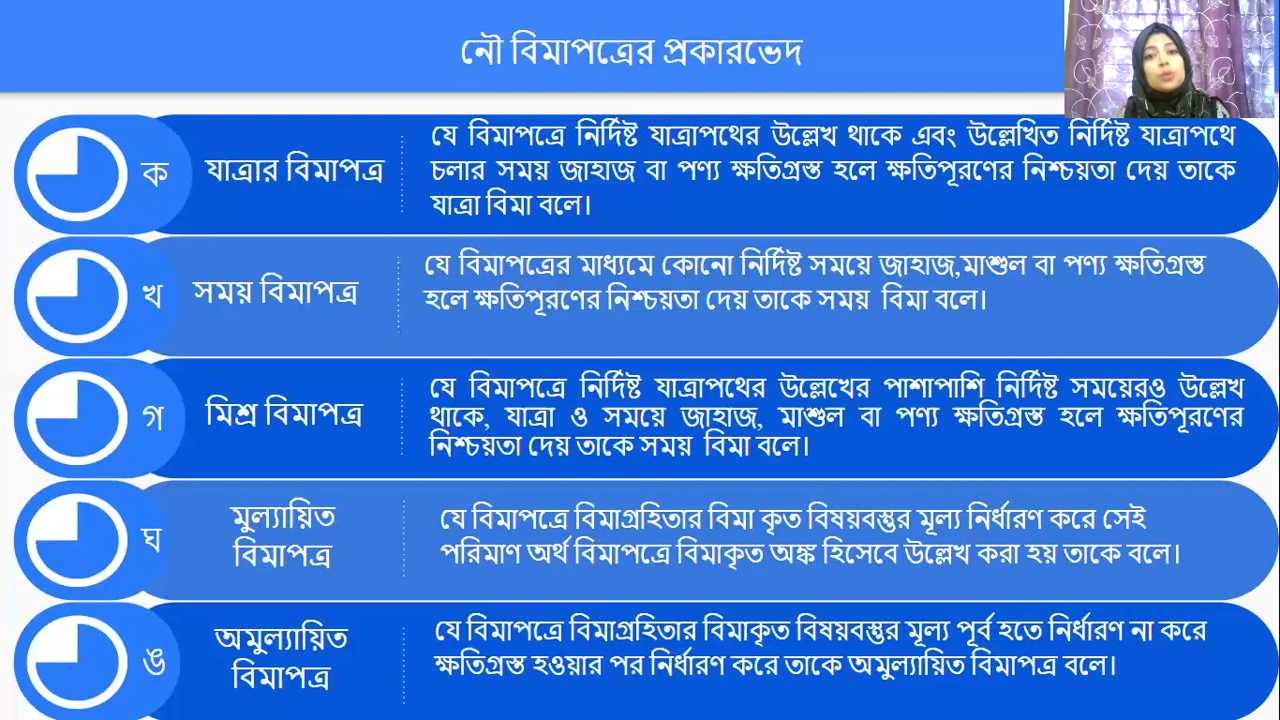 নৌ বিমাপত্রের প্রকারভেদ
ক
যাত্রার বিমাপত্র
যে বিমাপত্রে নির্দিষ্ট যাত্রাপথের উল্লেখ থাকে এবং উল্লেখিত নির্দিষ্ট যাত্রাপথে
চলার সময় জাহাজ বা পণ্য ক্ষতিগ্রস্ত হলে ক্ষতিপূরণের নিশ্চয়তা দেয় তাকে
যাত্রা বিমা বলে।
খ
সময় বিমাপত্র
যে বিমাপত্রের মাধ্যমে কোনো নির্দিষ্ট সময়ে জাহাজ,মাশুল বা পণ্য ক্ষতিগ্রস্ত
হলে ক্ষতিপূরণের নিশ্চয়তা দেয় তাকে সময় বিমা বলে।
গ
মিশ্র বিমাপত্র
যে বিমাপত্রে নির্দিষ্ট যাত্রাপথের উল্লেখের পাশাপাশি নির্দিষ্ট সময়েরও উল্লেখ
থাকে, যাত্রা ও সময়ে জাহাজ, মাশুল বা পণ্য ক্ষতিগ্রস্ত হলে ক্ষতিপূরণের
নিশ্চয়তা দেয় তাকে সময় বিমা বলে।
ঘ
মুল্যায়িত
বিমাপত্র
যে বিমাপত্রে বিমাগ্রহিতার বিমা কৃত বিষয়বস্তুর মূল্য নির্ধারণ করে সেই
পরিমাণ অর্থ বিমাপত্রে বিমাকৃত অঙ্ক হিসেবে উল্লেখ করা হয় তাকে বলে।
ঙ
অমুল্যায়িত
বিমাপত্র
যে বিমাপত্রে বিমাগ্রহিতার বিমাকৃত বিষয়বস্তুর মূল্য পূর্ব হতে নির্ধারণ না করে
ক্ষতিগ্রস্ত হওয়ার পর নির্ধারণ করে তাকে অমুল্যায়িত বিমাপত্র বলে।